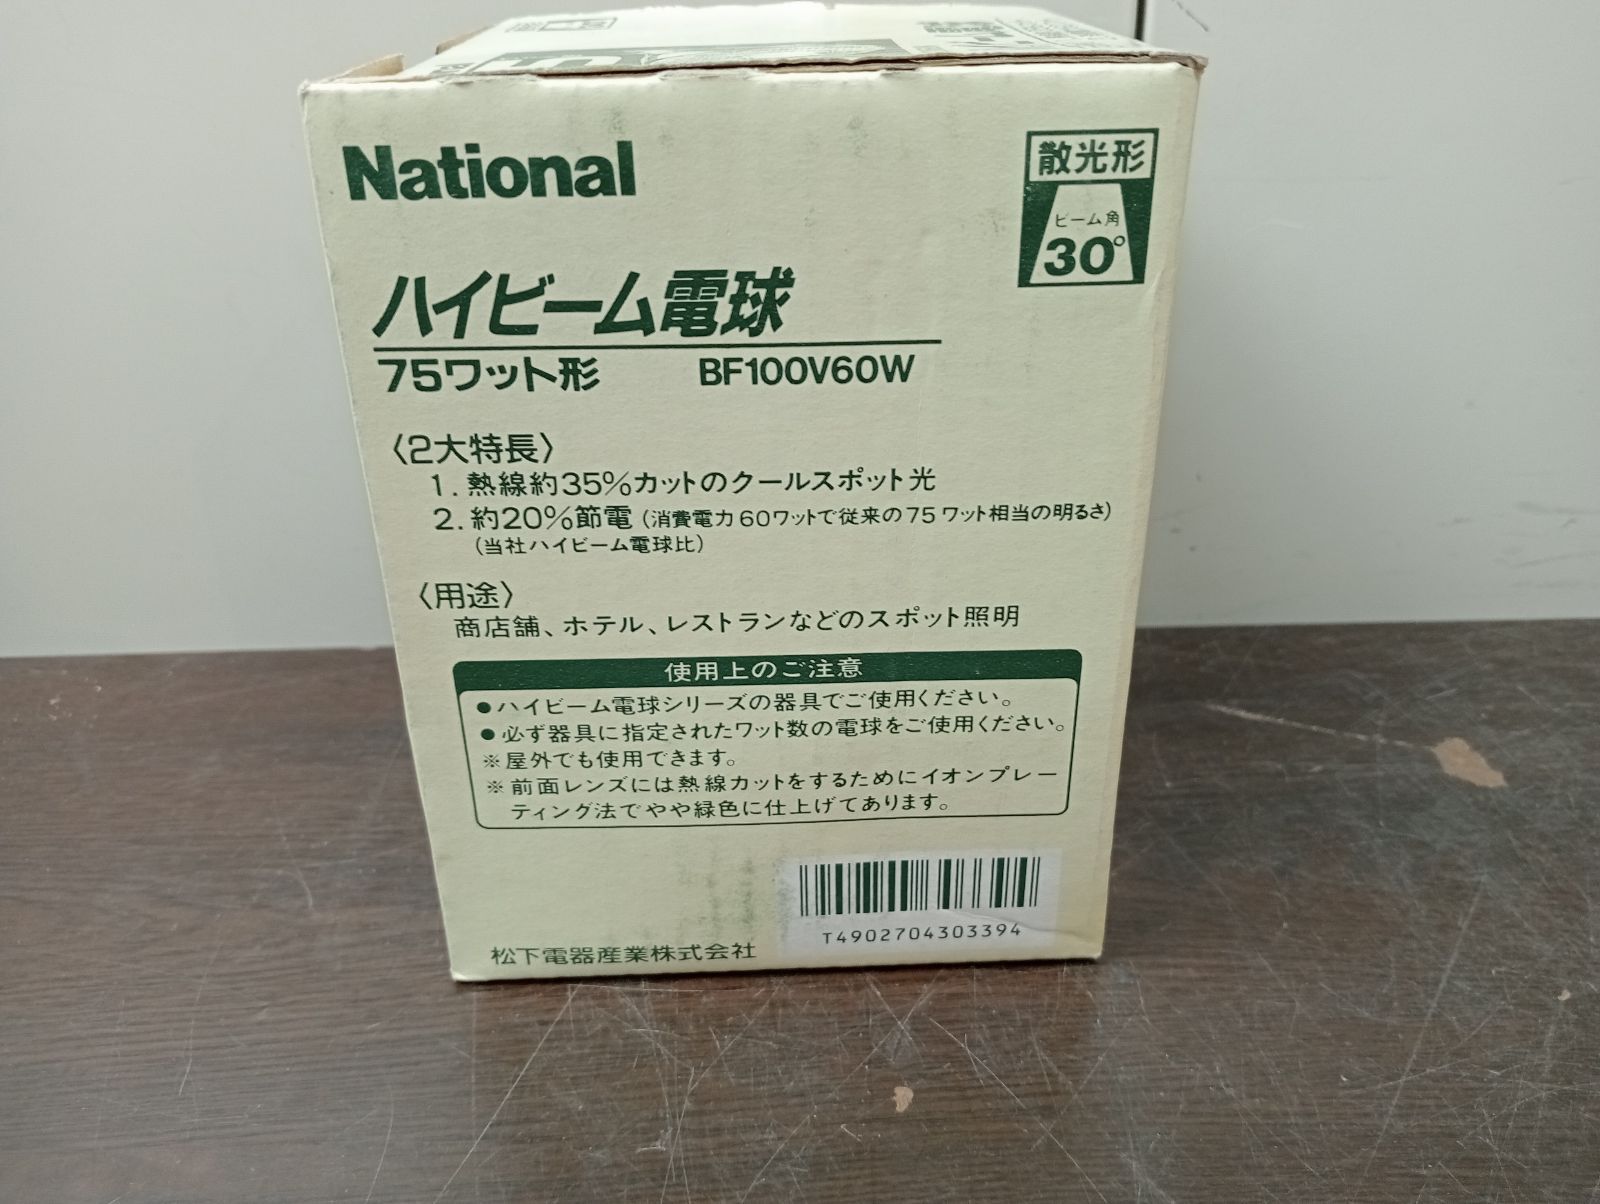 National
散光形
ビーム角
30°
ハイビーム電球
75ワット形 BF100V60W
〈2大特長〉
1. 熱線約35%カットのクールスポット光
2. 約20%節電(消費電力60ワットで従来の75ワット相当の明るさ)
(当社ハイビーム電球比)
〈用途〉
商店舗、ホテル、レストランなどのスポット照明
使用上のご注意
●ハイビーム電球シリーズの器具でご使用ください。
●必ず器具に指定されたワット数の電球をご使用ください。
※屋外でも使用できます。
※前面レンズには熱線カットをするためにイオンプレー
ティング法でやや緑色に仕上げてあります。
T4902704303394
松下電器産業株式会社